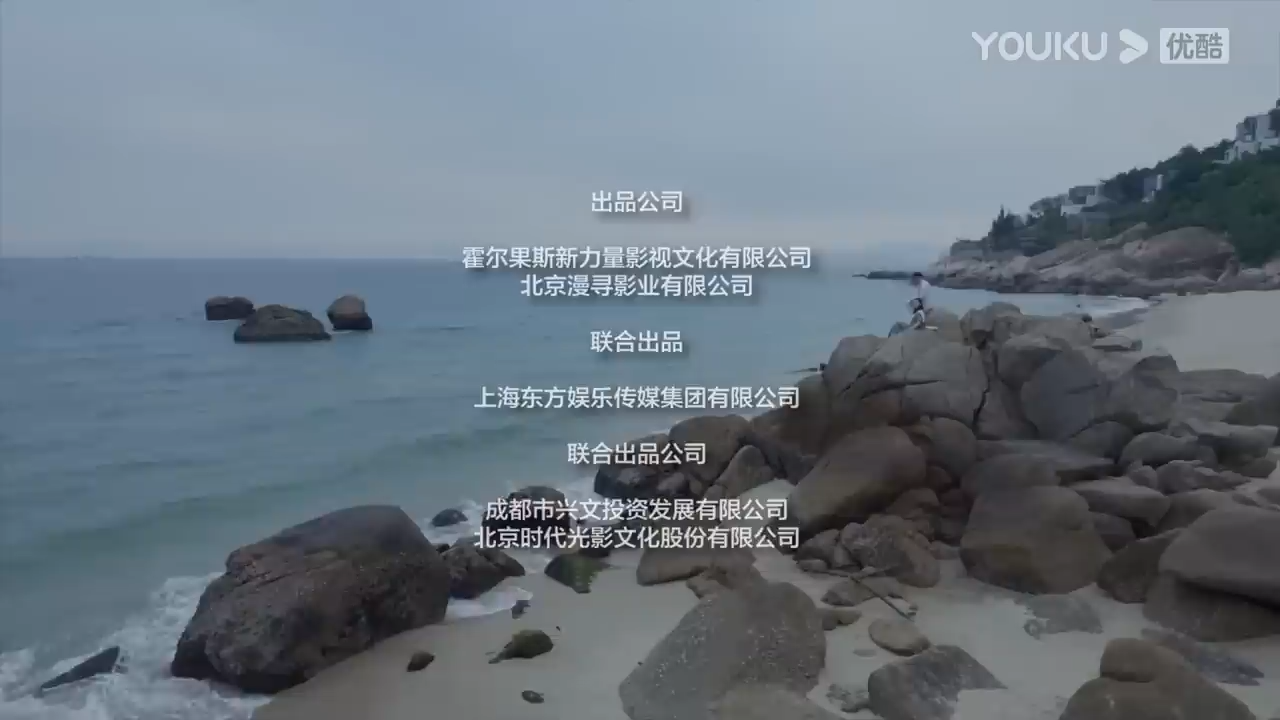 YOUKU 优酷
出品公司
霍尔果斯新力量影视文化有限公司
北京漫寻影业有限公司
联合出品
上海东方娱乐传媒集团有限公司
联合出品公司
成都市兴文投资发展有限公司
北京时代光影文化股份有限公司